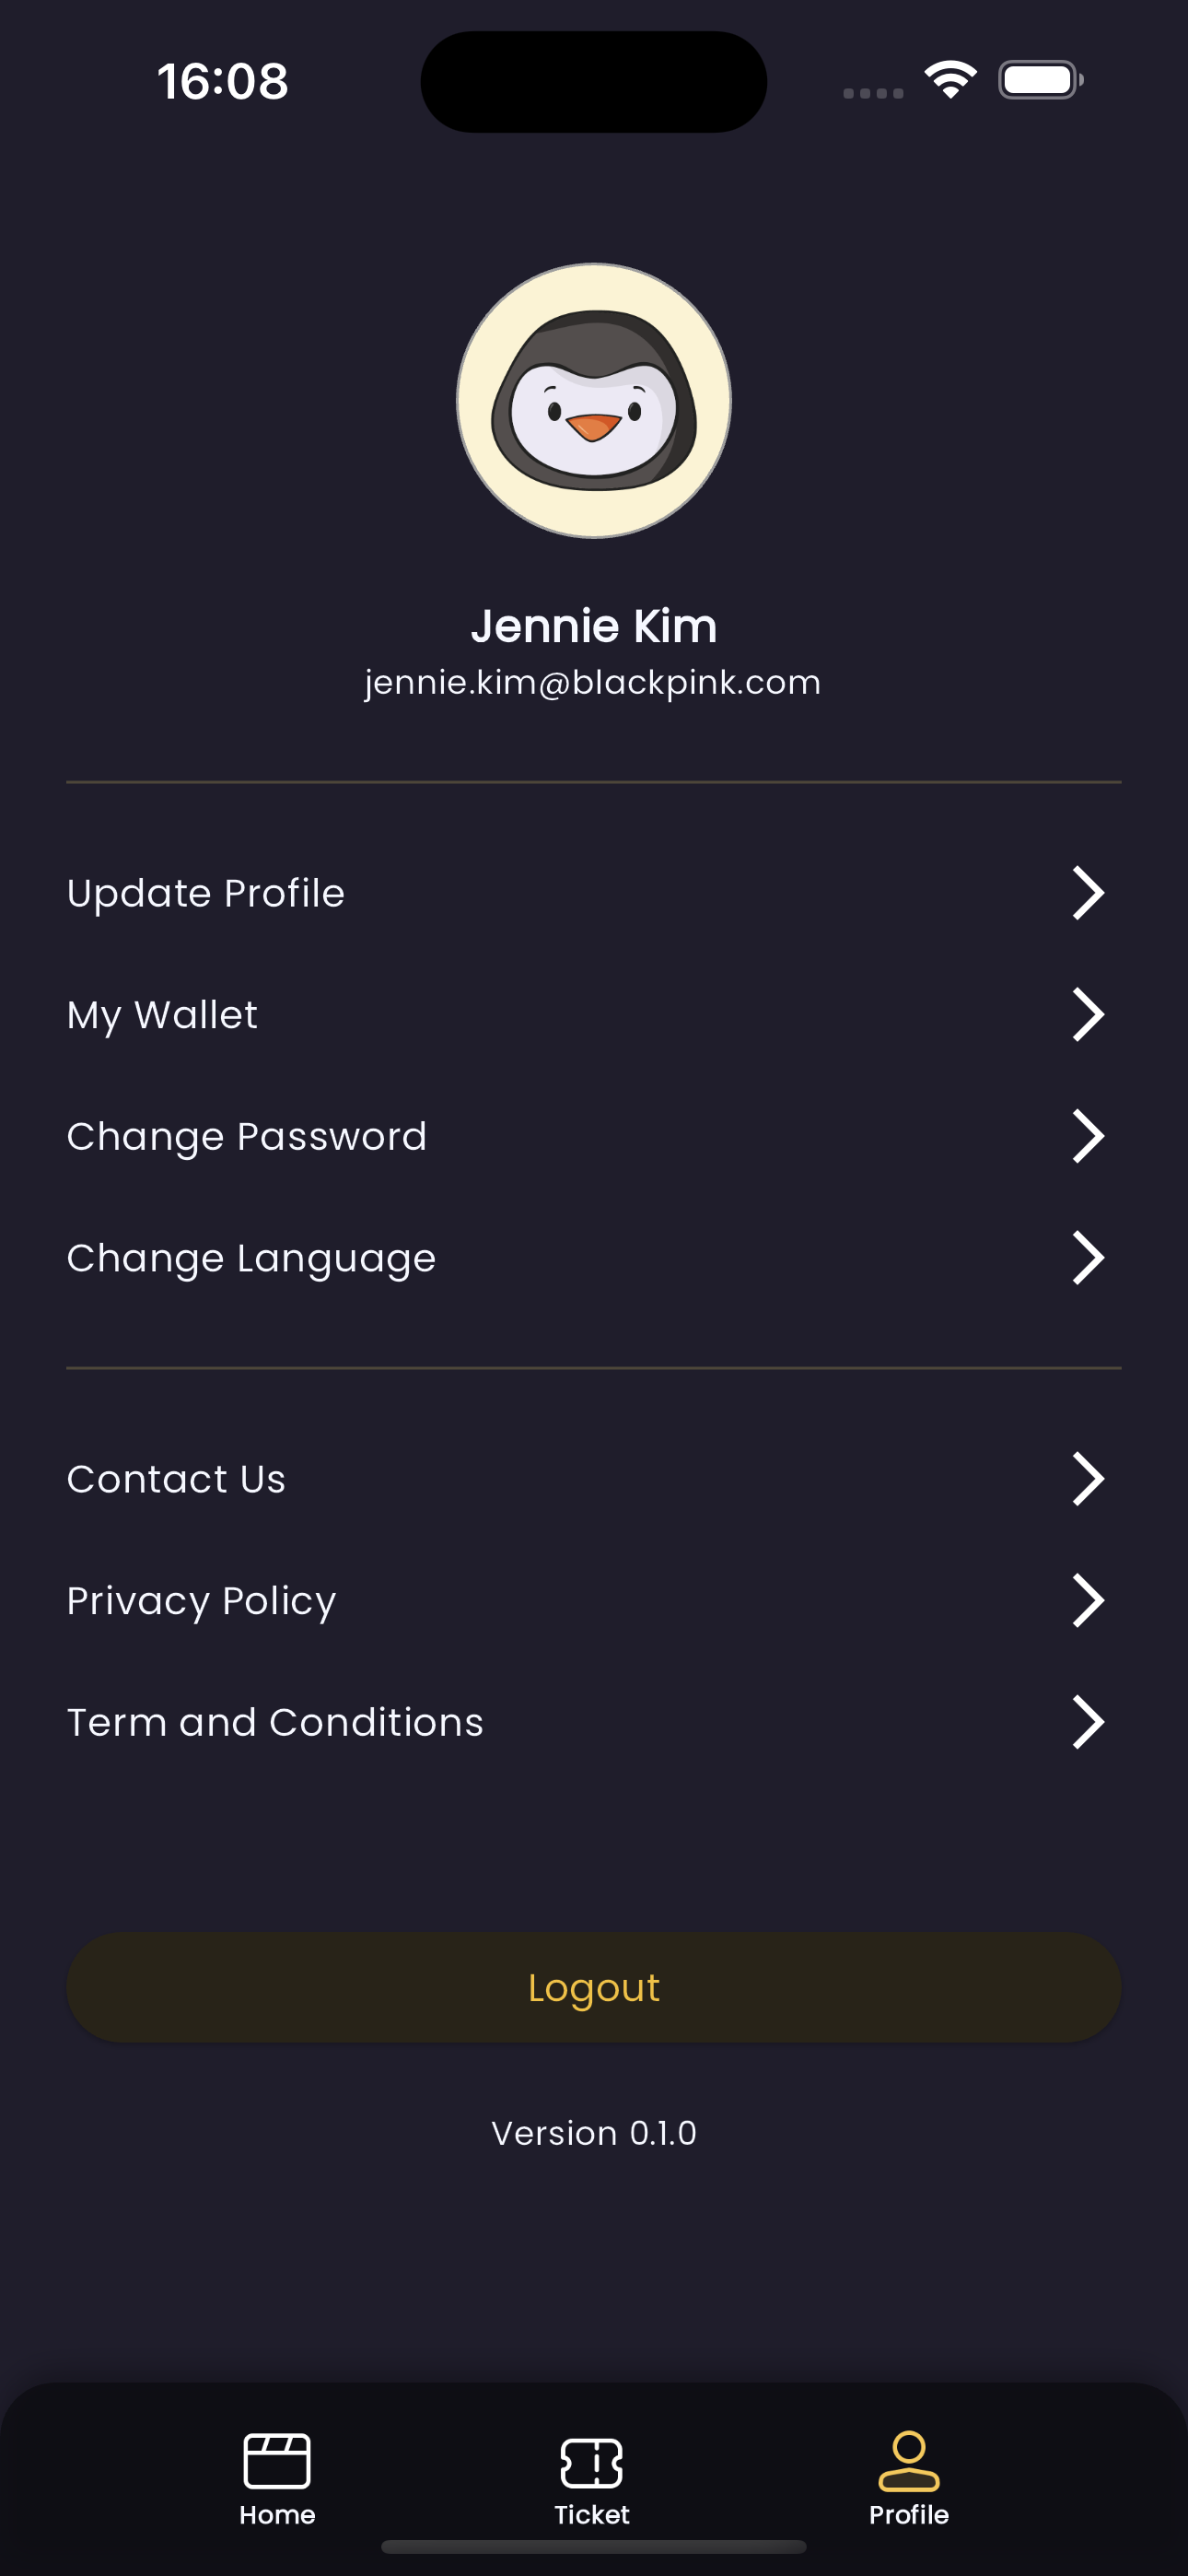 16:08
Jennie Kim
jennie.kim@blackpink.com
Update Profile
My Wallet
Change Password
Change Language
Contact Us
Privacy Policy
Term and Conditions
Logout
Version 0.1.0
Home Ticket Profile